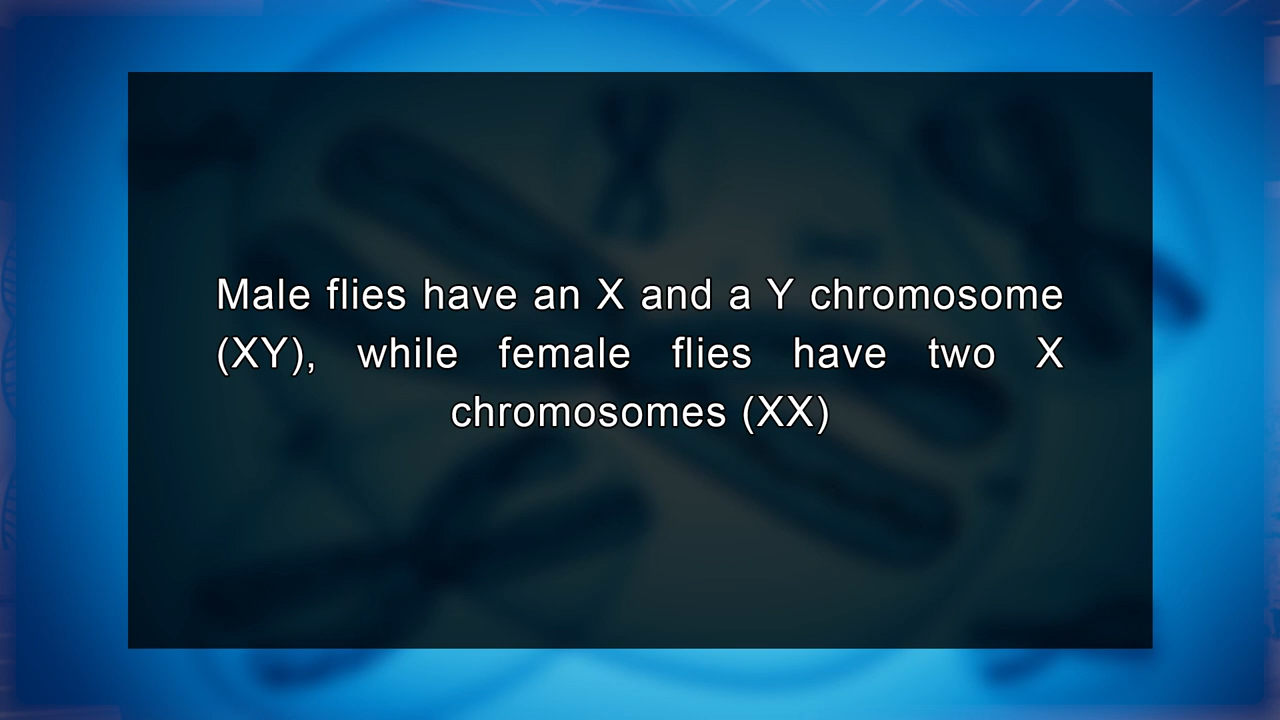 Male flies have an X and a Y chromosome
(XY), while female flies have two X
chromosomes (XX)